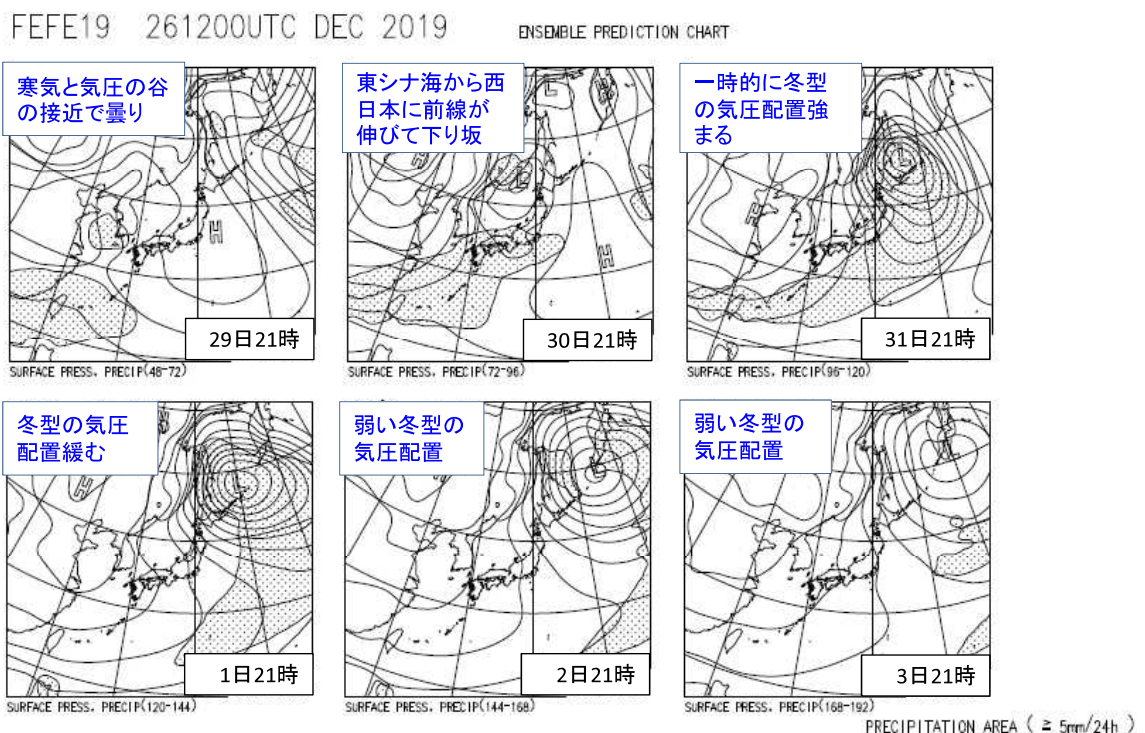 FEFE19 261200UTC DEC 2019 ENSEMBLE PREDICTION CHART
寒気と気圧の谷
の接近で曇り
H
29日21時
SURFACE PRESS, PRECIP(48-72)
東シナ海から西
日本に前線が
伸びて下り坂
L
H
L
H
30日21時
SURFACE PRESS, PRECIP(72-96)
一時的に冬型
の気圧配置強
まる
L
H
31日21時
SURFACE PRESS, PRECIP(96-120)
冬型の気圧
配置緩む
H
1日21時
SURFACE PRESS, PRECIP(120-144)
弱い冬型の
気圧配置
L
2日21時
SURFACE PRESS, PRECIP(144-168)
弱い冬型の
気圧配置
L
3日21時
SURFACE PRESS, PRECIP(168-192)
PRECIPITATION AREA ( ≧ 5mm/24h )